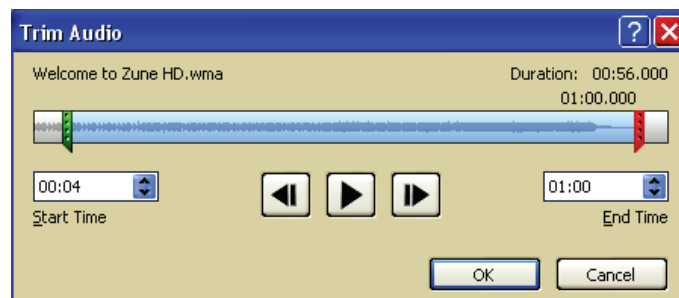 Trim Audio
Welcome to Zune HD.wma Duration: 00:56.000
01:00.000
00:04 01:00
Start Time End Time
OK Cancel